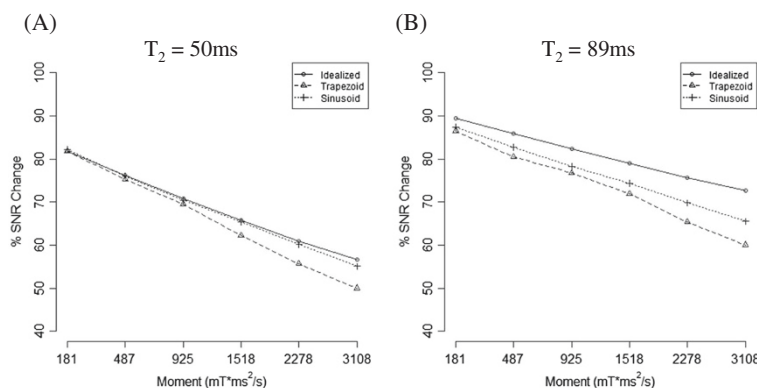 (A)
T₂ = 50ms
Idealized
Trapezoid
Sinusoid
% SNR Change
100
90
80
70
60
50
40
181 487 925 1518 2278 3108
Moment (mT*ms²/s)
(B)
T₂ = 89ms
Idealized
Trapezoid
Sinusoid
% SNR Change
100
90
80
70
60
50
40
181 487 925 1518 2278 3108
Moment (mT*ms²/s)